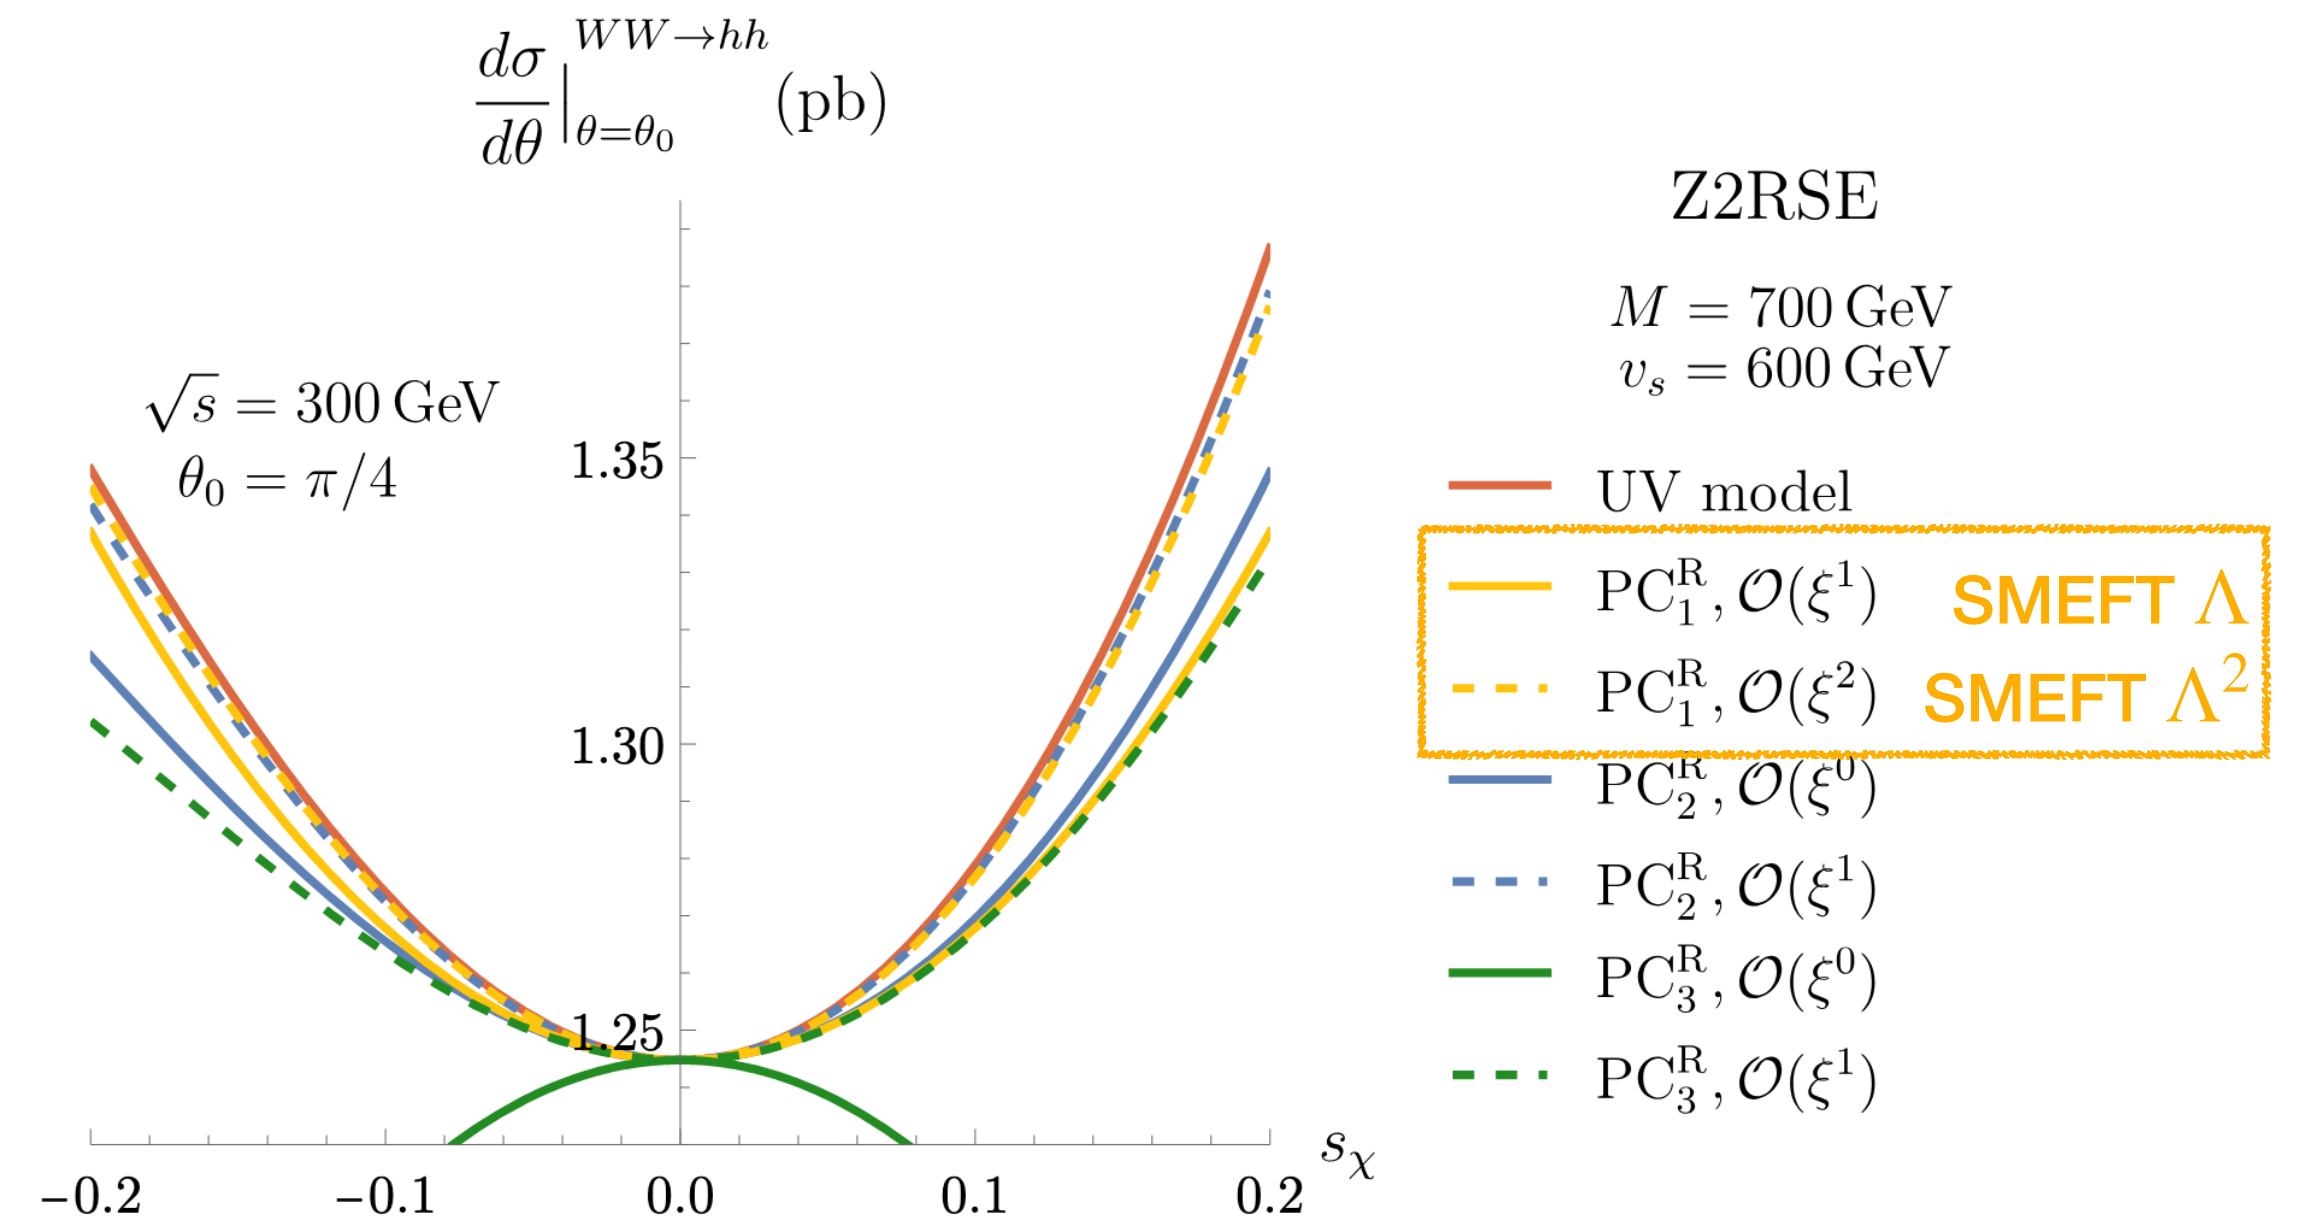 dσ/dθ |_{θ=θ₀}^{WW→hh} (pb)
√s = 300 GeV
θ₀ = π/4
1.35
1.30
1.25
−0.2 −0.1 0.0 0.1 0.2
s_χ
Z2RSE
M = 700 GeV
v_s = 600 GeV
UV model
PC₁ᴿ, 𝒪(ξ¹) SMEFT Λ
PC₁ᴿ, 𝒪(ξ²) SMEFT Λ²
PC₂ᴿ, 𝒪(ξ⁰)
PC₂ᴿ, 𝒪(ξ¹)
PC₃ᴿ, 𝒪(ξ⁰)
PC₃ᴿ, 𝒪(ξ¹)